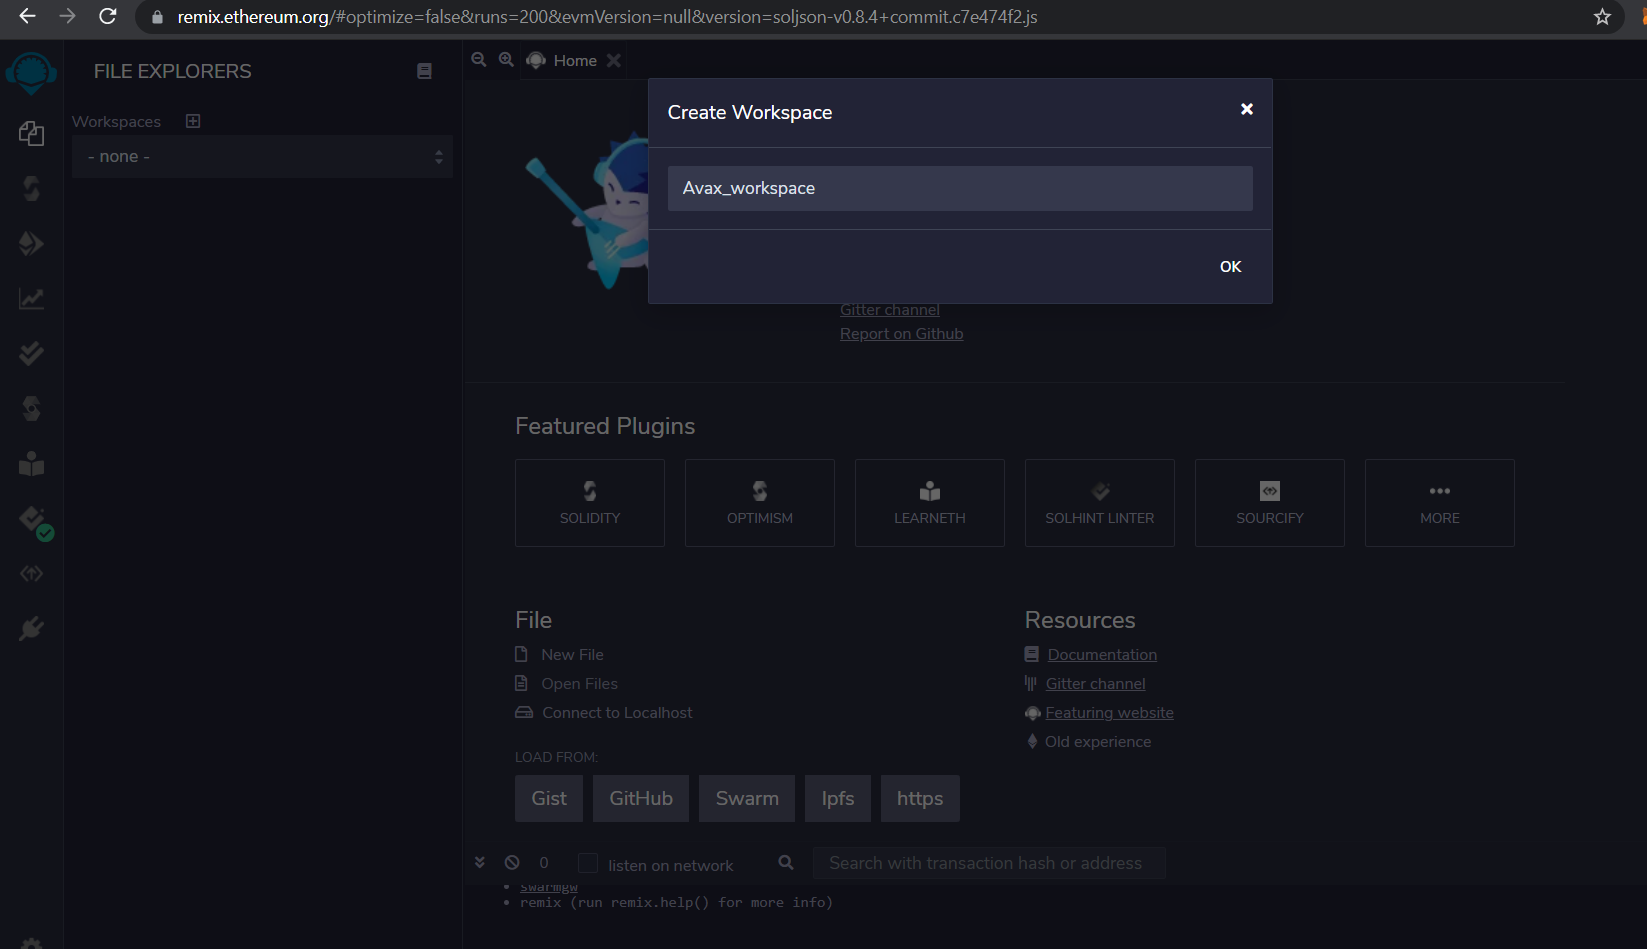 remix.ethereum.org/#optimize=false&runs=200&evmVersion=null&version=soljson-v0.8.4+commit.c7e474f2.js
FILE EXPLORERS
Workspaces
- none -
Home
Create Workspace
Avax_workspace
OK
Gitter channel
Report on Github
Featured Plugins
SOLIDITY
OPTIMISM
LEARNETH
SOLHINT LINTER
SOURCIFY
MORE
File
New File
Open Files
Connect to Localhost
LOAD FROM:
Gist GitHub Swarm Ipfs https
Resources
Documentation
Gitter channel
Featuring website
Old experience
0 listen on network Search with transaction hash or address
swarmgw
remix (run remix.help() for more info)